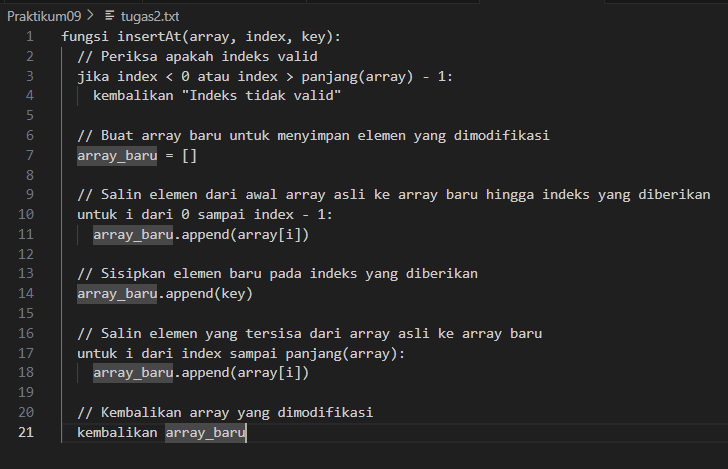 Praktikum09 > tugas2.txt
1 fungsi insertAt(array, index, key):
2 // Periksa apakah indeks valid
3 jika index < 0 atau index > panjang(array) - 1:
4 kembalikan "Indeks tidak valid"
5
6 // Buat array baru untuk menyimpan elemen yang dimodifikasi
7 array_baru = []
8
9 // Salin elemen dari awal array asli ke array baru hingga indeks yang diberikan
10 untuk i dari 0 sampai index - 1:
11 array_baru.append(array[i])
12
13 // Sisipkan elemen baru pada indeks yang diberikan
14 array_baru.append(key)
15
16 // Salin elemen yang tersisa dari array asli ke array baru
17 untuk i dari index sampai panjang(array):
18 array_baru.append(array[i])
19
20 // Kembalikan array yang dimodifikasi
21 kembalikan array_baru